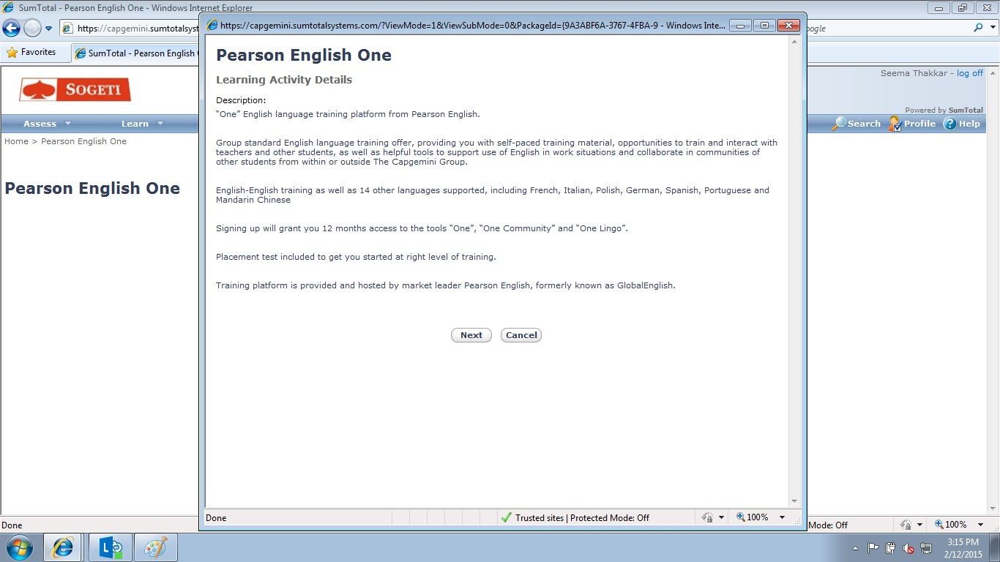 SumTotal - Pearson English One - Windows Internet Explorer
https://capgemini.sumtotalsyst
ogle
Favorites
SumTotal - Pearson English
SOGETI
Seema Thakkar - log off
Powered by SumTotal
Assess
Learn
Search
Profile
Help
Home > Pearson English One
Pearson English One
https://capgemini.sumtotalsystems.com/?ViewMode=1&ViewSubMode=0&PackageId={9A3ABF6A-3767-4FBA-9 - Windows Inte...
Pearson English One
Learning Activity Details
Description:
“One” English language training platform from Pearson English.
Group standard English language training offer, providing you with self-paced training material, opportunities to train and interact with
teachers and other students, as well as helpful tools to support use of English in work situations and collaborate in communities of
other students from within or outside The Capgemini Group.
English-English training as well as 14 other languages supported, including French, Italian, Polish, German, Spanish, Portuguese and
Mandarin Chinese
Signing up will grant you 12 months access to the tools “One”, “One Community” and “One Lingo”.
Placement test included to get you started at right level of training.
Training platform is provided and hosted by market leader Pearson English, formerly known as GlobalEnglish.
Next
Cancel
Done
Trusted sites | Protected Mode: Off
100%
Done
Mode: Off
100%
3:15 PM
2/12/2015